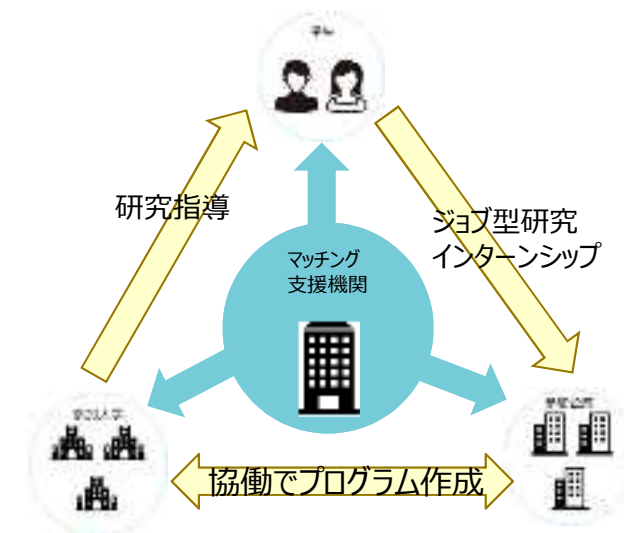 研究指導
ジョブ型研究
インターンシップ
マッチング
支援機関
協働でプログラム作成